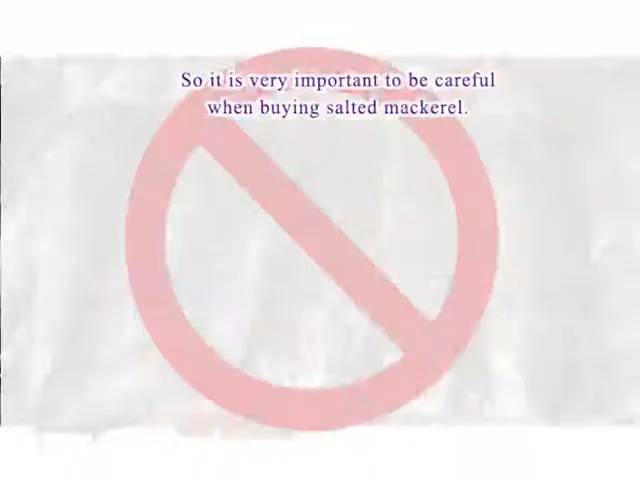 So it is very important to be careful
when buying salted mackerel.